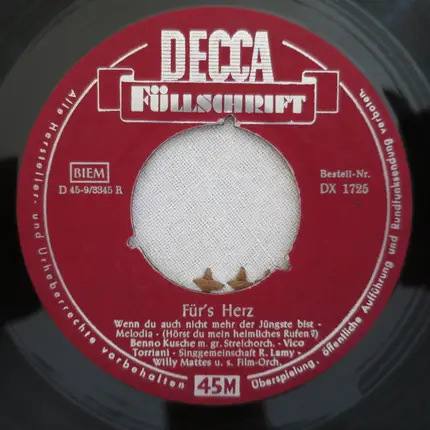 DECCA
FÜLLSCHRIFT
Alle Hersteller- und Urheberrechte vorbehalten
Überspielung, öffentliche Aufführung und Rundfunksendung verboten.
BIEM
D 45-9/3345 R
Bestell-Nr.
DX 1725
Für's Herz
Wenn du auch nicht mehr der Jüngste bist -
Melodia - (Hörst du mein heimliches Rufen?)
Benno Kusche m. gr. Streichorch. - Vico
Torriani - Singgemeinschaft R. Lamy -
Willy Mattes u. s. Film-Orch.
45M